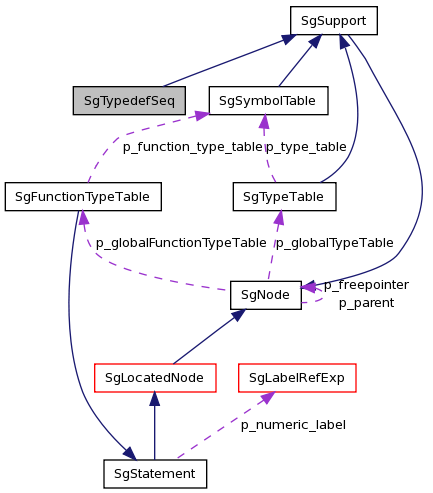 SgSupport
SgTypedefSeq
SgSymbolTable
p_function_type_table
p_type_table
SgFunctionTypeTable
SgTypeTable
p_globalFunctionTypeTable
p_globalTypeTable
SgNode
p_freepointer
p_parent
SgLocatedNode
SgLabelRefExp
p_numeric_label
SgStatement